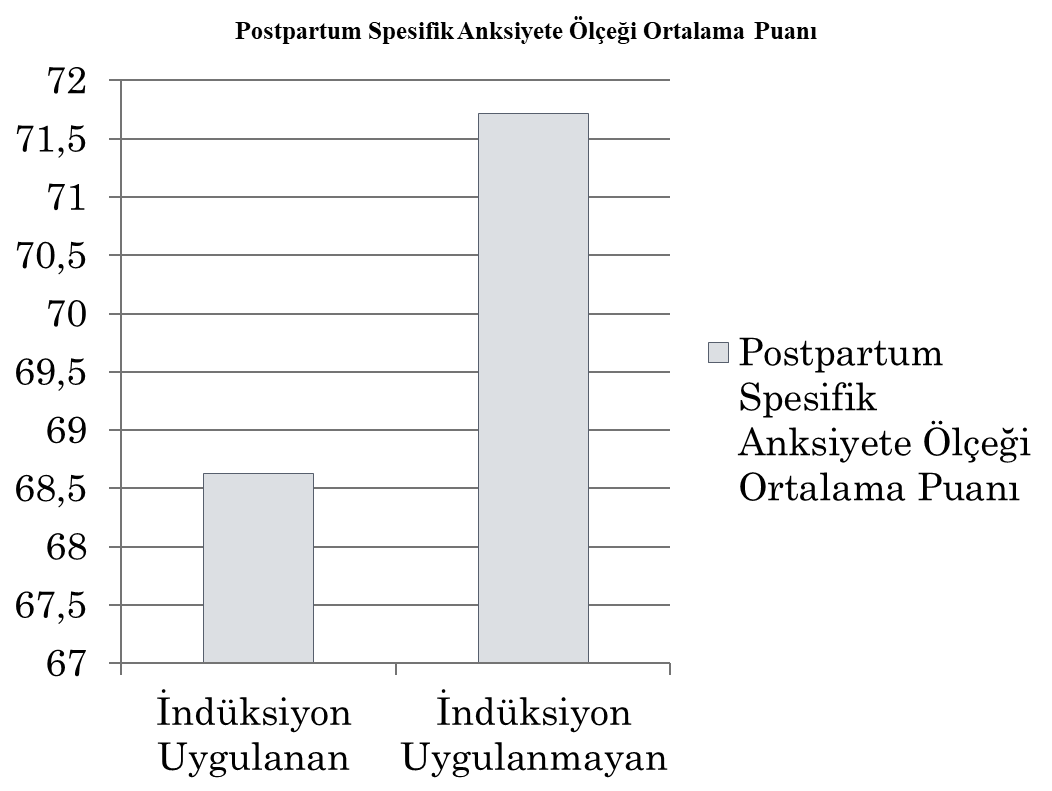 Postpartum Spesifik Anksiyete Ölçeği Ortalama Puanı
72
71,5
71
70,5
70
69,5
69
68,5
68
67,5
67
İndüksiyon
Uygulanan
İndüksiyon
Uygulanmayan
Postpartum
Spesifik
Anksiyete Ölçeği
Ortalama Puanı